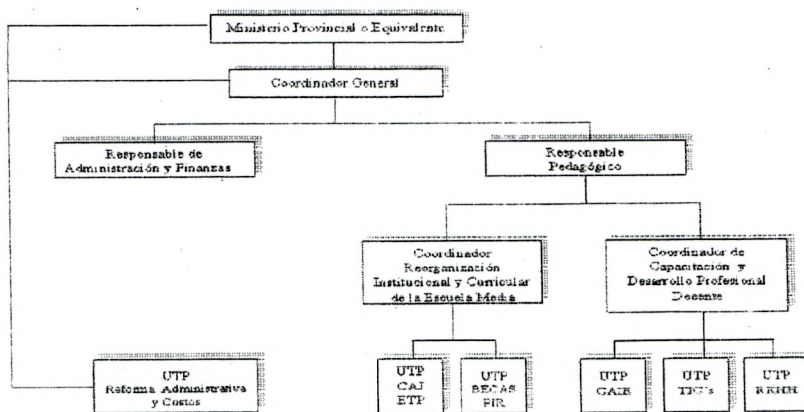 Ministerio Provincial o Equivalente
Coordinador General
Responsable de
Administración y Finanzas
Responsable
Pedagógico
Coordinador
Reorganización
Institucional y Curricular
de la Escuela Media
Coordinador de
Capacitación y
Desarrollo Profesional
Docente
UTP
Reforma Administrativa
y Costos
UTP
CAJ
ETP
UTP
BECAS
PIR
UTP
UTP
TIC's
UTP
RRHH